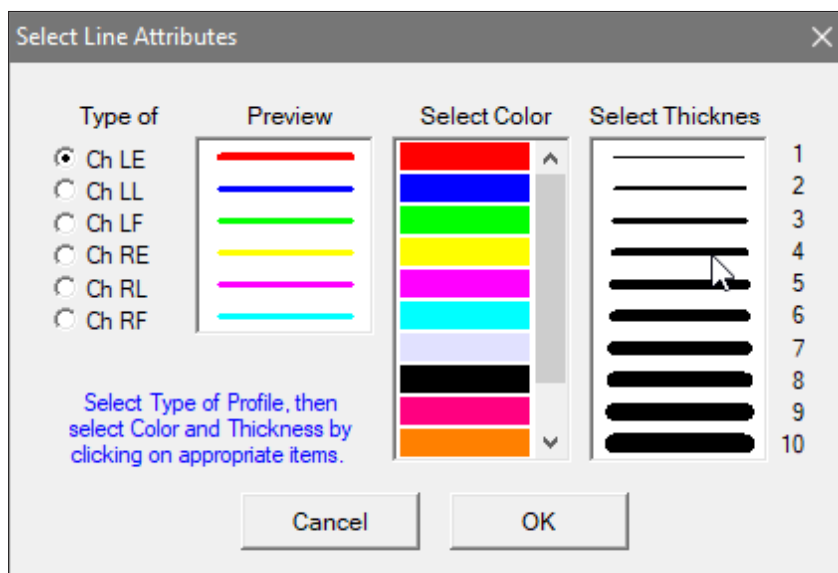 Select Line Attributes
Type of
Preview
Select Color
Select Thicknes
Ch LE
Ch LL
Ch LF
Ch RE
Ch RL
Ch RF
1
2
3
4
5
6
7
8
9
10
Select Type of Profile, then
select Color and Thickness by
clicking on appropriate items.
Cancel
OK